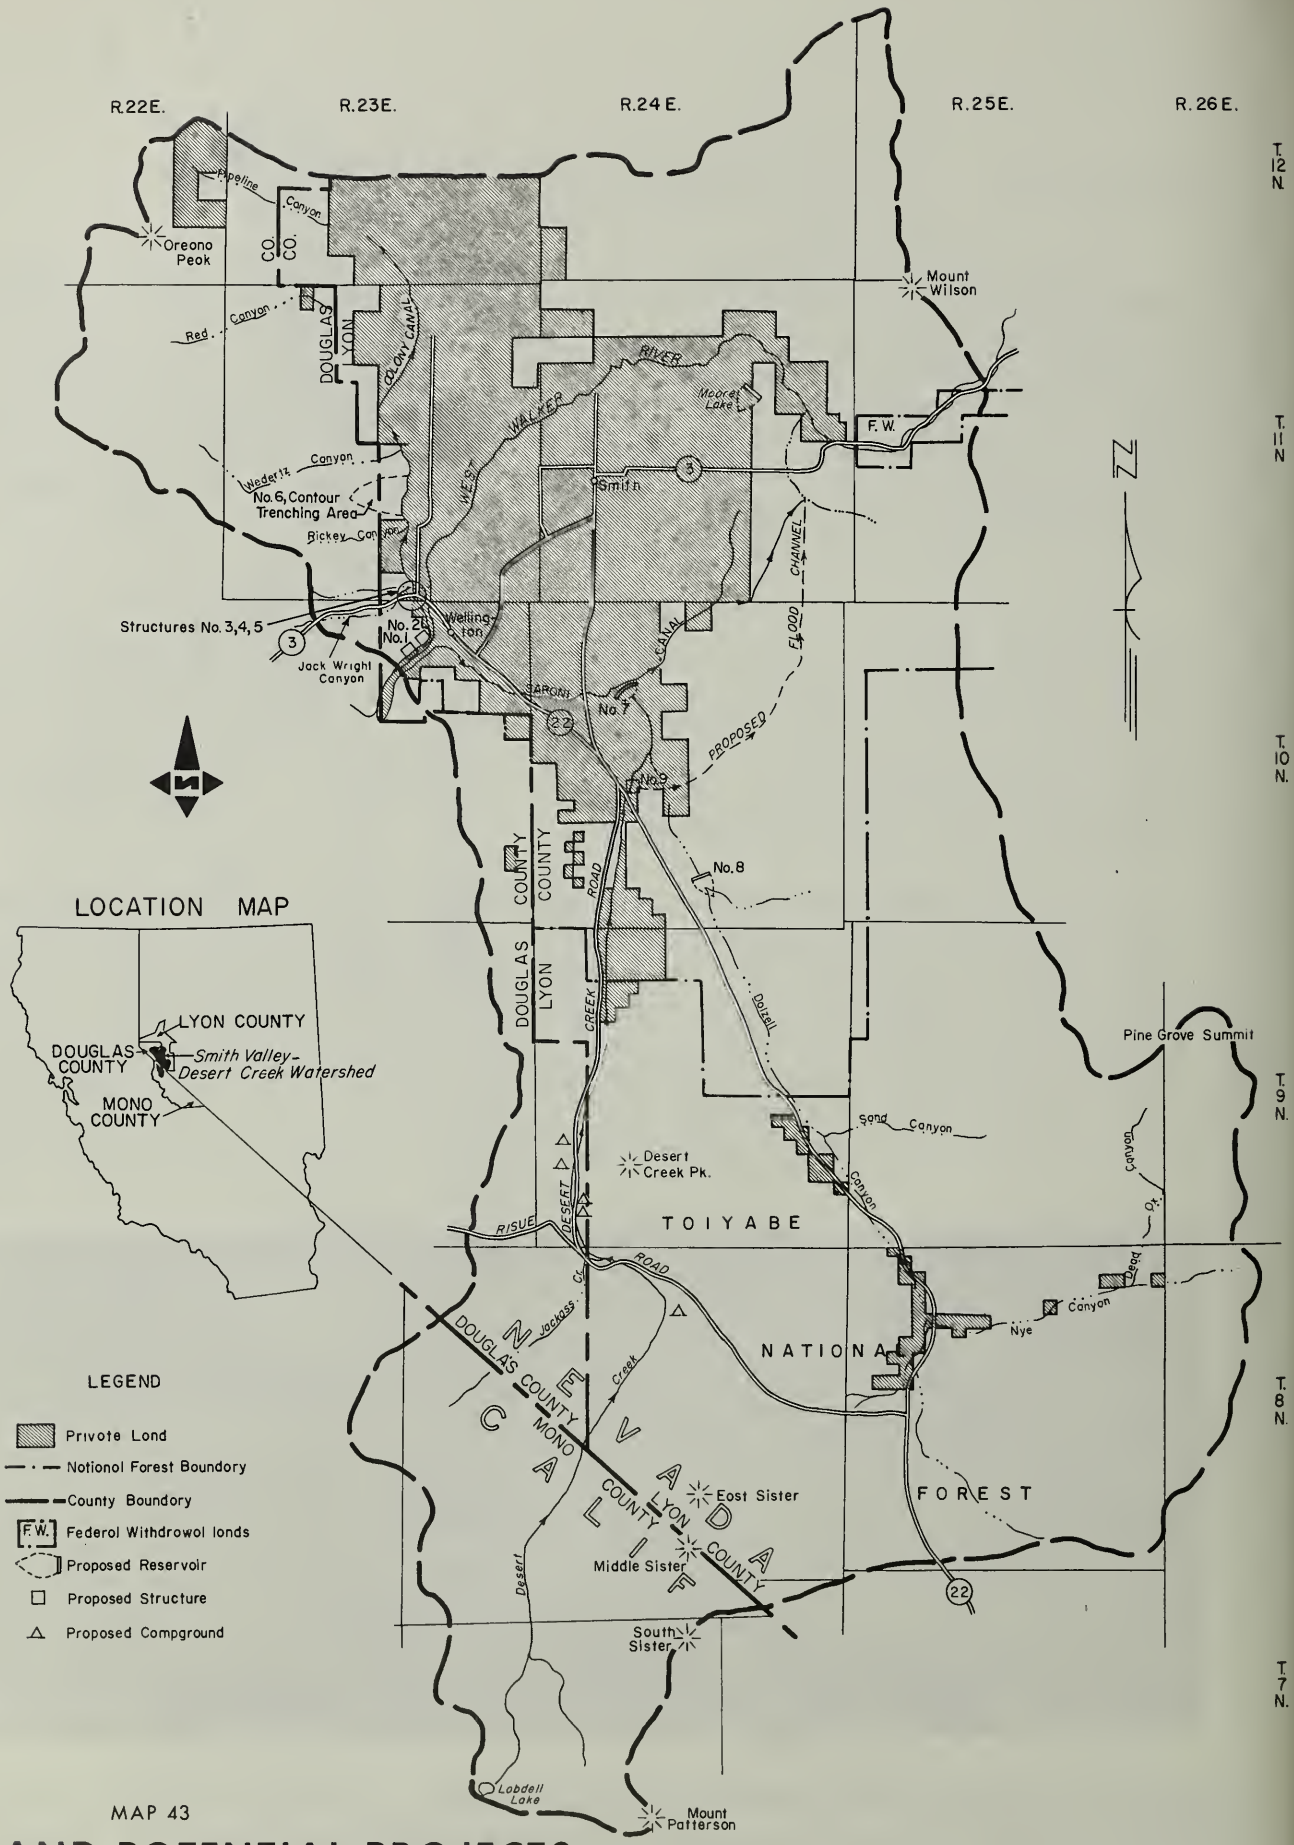 R.22E.
R.23E.
R.24 E.
R.25E.
R.26 E.
T.
12
N.
Pipeline
Canyon
Oreono
Peak
CO.
CO.
Mount
Wilson
Red
Canyon
DOUGLAS
LYON
COLONY CANAL
RIVER
WALKER
WEST
Moore
Lake
F. W.
T.
11
N
Wedertz
Canyon
3
Smith
No.6, Contour
Trenching Area
Rickey Canyon
CHANNEL
FLOOD
PROPOSED
Structures No. 3,4,5
No. 2
No. 1
Welling-
ton
3
Jack Wright
Canyon
CANAL
SARONI
No. 7
22
No. 9
T.
10
N.
N
COUNTY
COUNTY
ROAD
No. 8
LOCATION MAP
DOUGLAS
LYON
CREEK
Dalzell
LYON COUNTY
DOUGLAS
COUNTY
Smith Valley-
Desert Creek Watershed
MONO
COUNTY
Pine Grove Summit
T.
9
N.
Sand Canyon
Canyon
Desert
Creek Pk.
Canyon
Ox
DESERT
RISUE
ROAD
TOIYABE
Dead
Cr.
Jackass
Canyon
Nye
Creek
DOUGLAS COUNTY
MONO
COUNTY
LYON
COUNTY
NEVADA
CALIF
NATIONAL
T.
8
N.
LEGEND
Private Land
National Forest Boundary
County Boundary
F.W. Federal Withdrowol lands
Proposed Reservoir
Proposed Structure
Proposed Campground
East Sister
FOREST
Middle Sister
Desert
22
South
Sister
T.
7
N.
Lobdell
Lake
Mount
Patterson
MAP 43
AND POTENTIAL PROJECTS